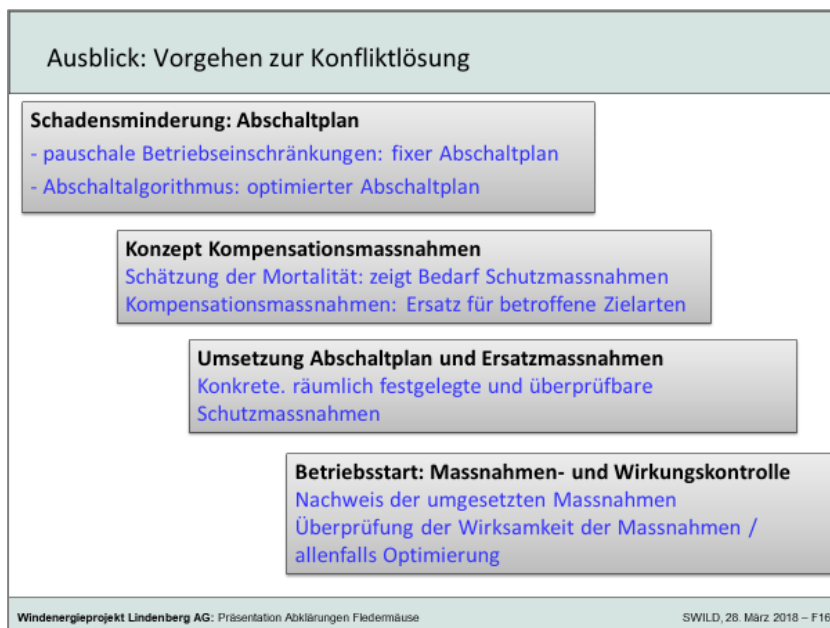 Ausblick: Vorgehen zur Konfliktlösung
Schadensminderung: Abschaltplan
- pauschale Betriebseinschränkungen: fixer Abschaltplan
- Abschaltalgorithmus: optimierter Abschaltplan
Konzept Kompensationsmassnahmen
Schätzung der Mortalität: zeigt Bedarf Schutzmassnahmen
Kompensationsmassnahmen: Ersatz für betroffene Zielarten
Umsetzung Abschaltplan und Ersatzmassnahmen
Konkrete. räumlich festgelegte und überprüfbare
Schutzmassnahmen
Betriebsstart: Massnahmen- und Wirkungskontrolle
Nachweis der umgesetzten Massnahmen
Überprüfung der Wirksamkeit der Massnahmen /
allenfalls Optimierung
Windenergieprojekt Lindenberg AG: Präsentation Abklärungen Fledermäuse SWILD, 28. März 2018 – F16